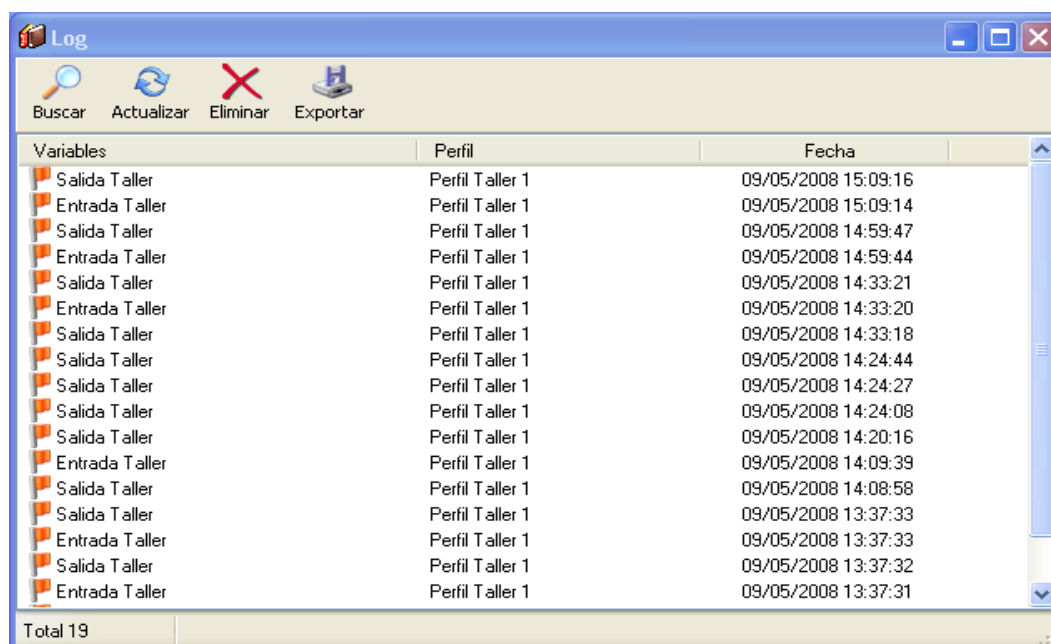 Log
Buscar Actualizar Eliminar Exportar
Variables Perfil Fecha
Salida Taller Perfil Taller 1 09/05/2008 15:09:16
Entrada Taller Perfil Taller 1 09/05/2008 15:09:14
Salida Taller Perfil Taller 1 09/05/2008 14:59:47
Entrada Taller Perfil Taller 1 09/05/2008 14:59:44
Salida Taller Perfil Taller 1 09/05/2008 14:33:21
Entrada Taller Perfil Taller 1 09/05/2008 14:33:20
Salida Taller Perfil Taller 1 09/05/2008 14:33:18
Salida Taller Perfil Taller 1 09/05/2008 14:24:44
Salida Taller Perfil Taller 1 09/05/2008 14:24:27
Salida Taller Perfil Taller 1 09/05/2008 14:24:08
Salida Taller Perfil Taller 1 09/05/2008 14:20:16
Entrada Taller Perfil Taller 1 09/05/2008 14:09:39
Salida Taller Perfil Taller 1 09/05/2008 14:08:58
Salida Taller Perfil Taller 1 09/05/2008 13:37:33
Entrada Taller Perfil Taller 1 09/05/2008 13:37:33
Salida Taller Perfil Taller 1 09/05/2008 13:37:32
Entrada Taller Perfil Taller 1 09/05/2008 13:37:31
Total 19